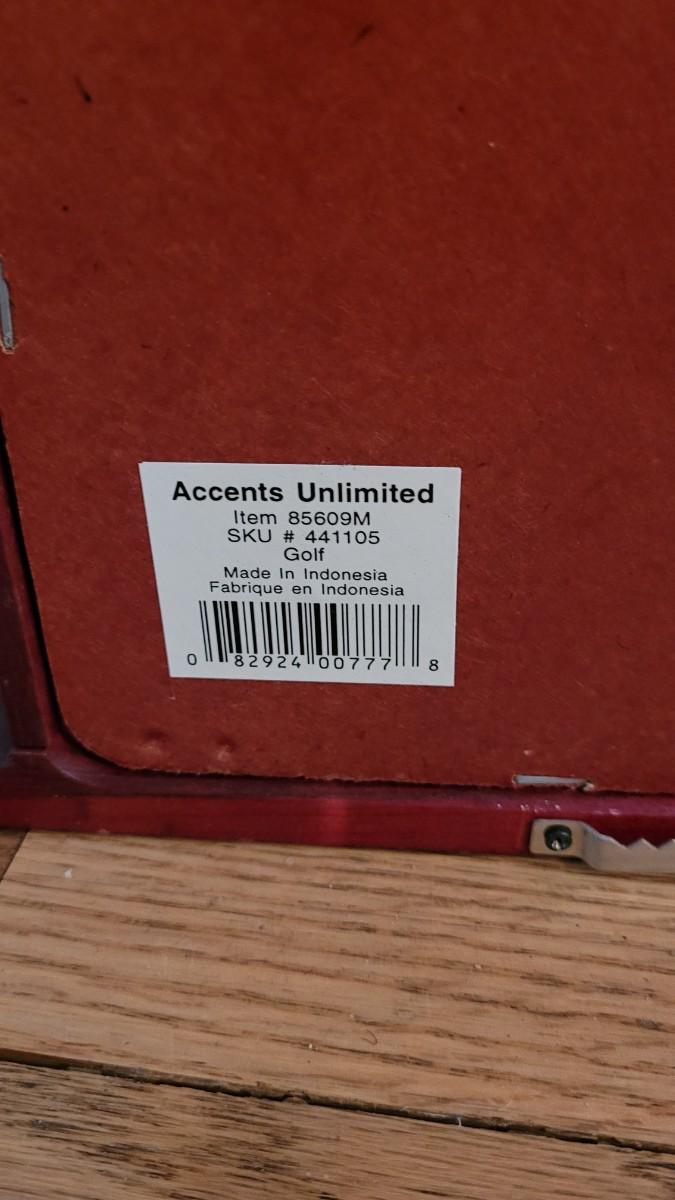 Accents Unlimited
Item 85609M
SKU # 441105
Golf
Made In Indonesia
Fabrique en Indonesia
0 82924 00777 8